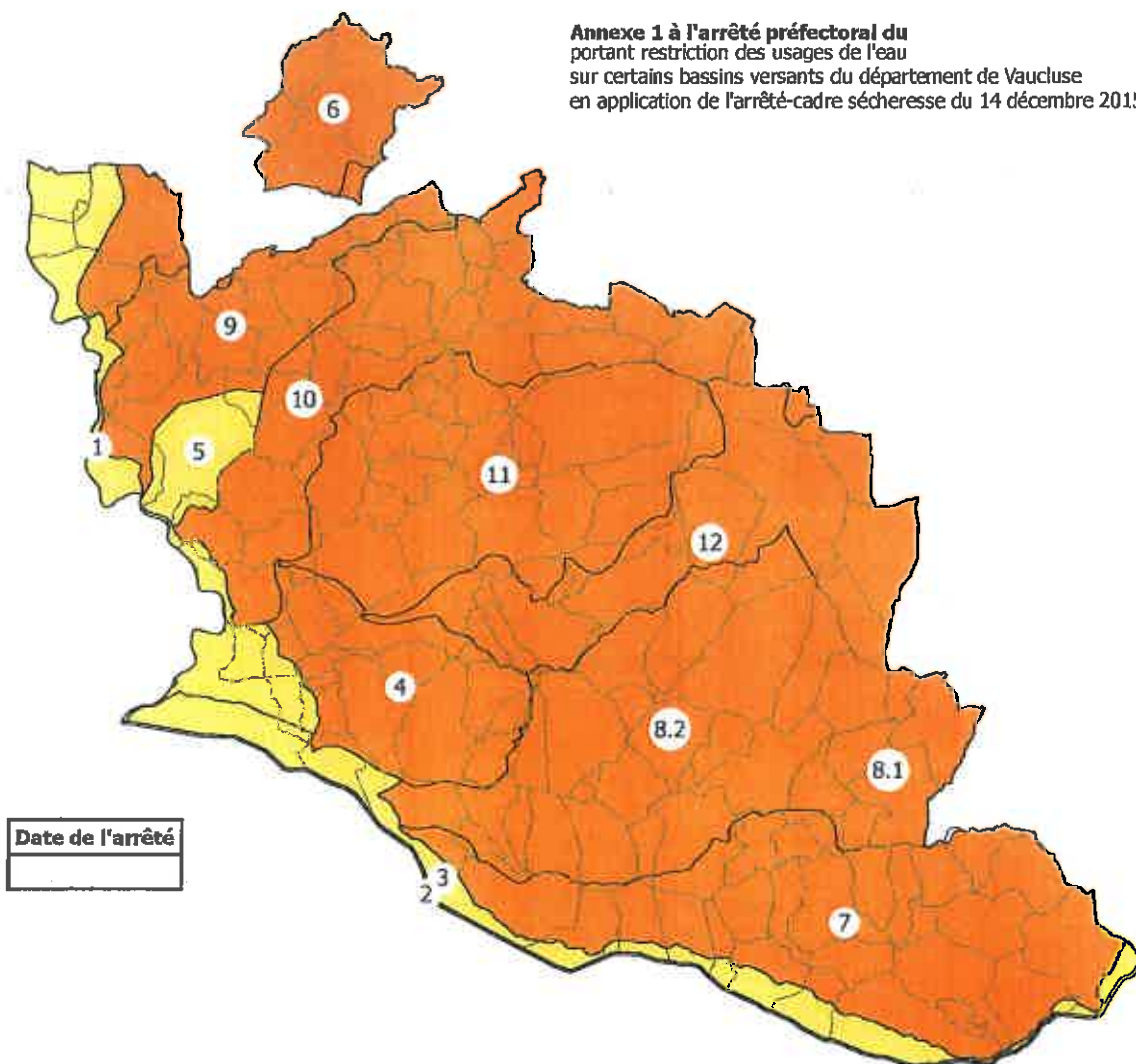 Annexe 1 à l'arrêté préfectoral du
portant restriction des usages de l'eau
sur certains bassins versants du département de Vaucluse
en application de l'arrêté-cadre sécheresse du 14 décembre 2015
6
9
10
1
5
11
12
4
8.2
8.1
Date de l'arrêté
3
2
7